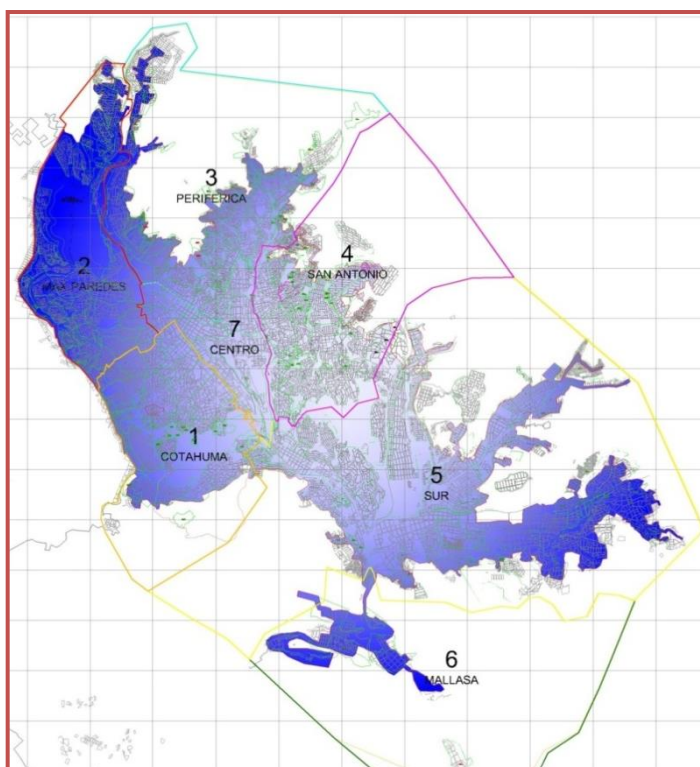 3
PERIFERICA
4
SAN ANTONIO
2
MAX PAREDES
7
CENTRO
1
COTAHUMA
5
SUR
6
MALLASA